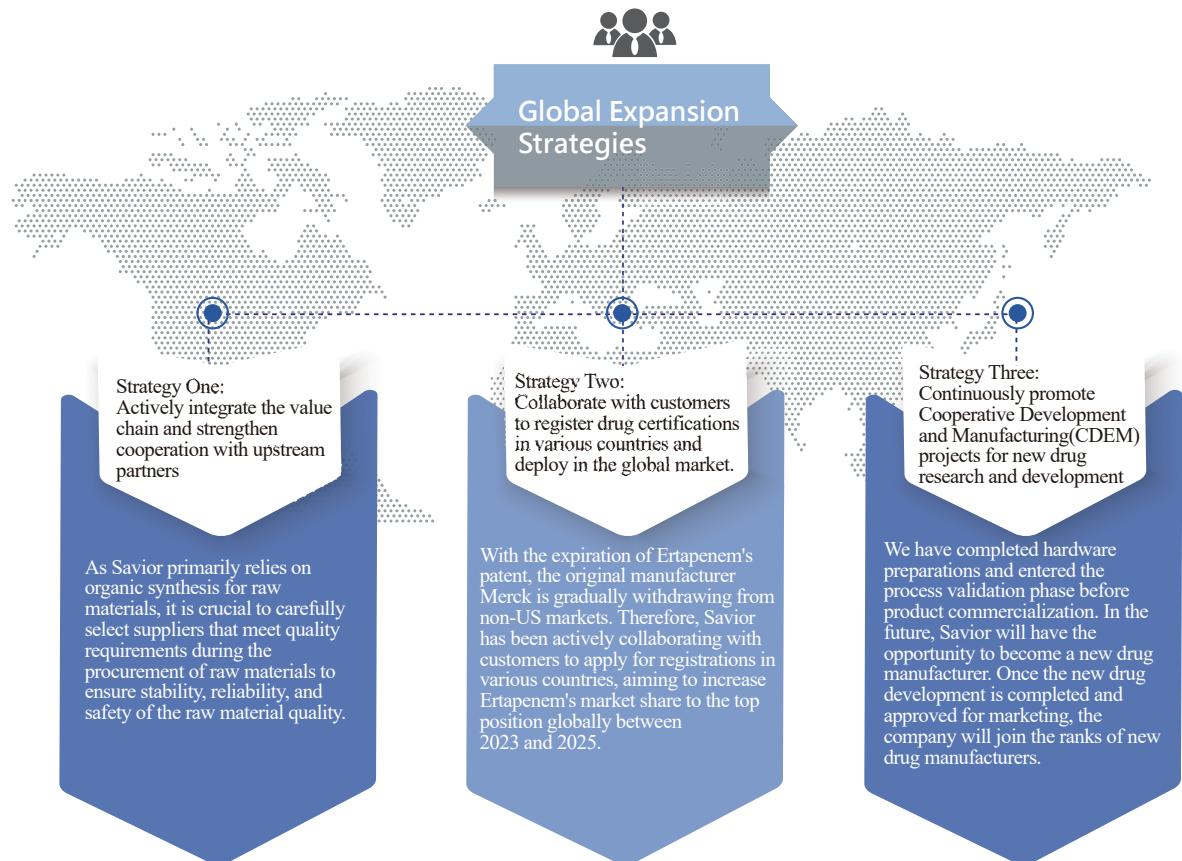 Global Expansion
Strategies
Strategy One:
Actively integrate the value
chain and strengthen
cooperation with upstream
partners
As Savior primarily relies on
organic synthesis for raw
materials, it is crucial to carefully
select suppliers that meet quality
requirements during the
procurement of raw materials to
ensure stability, reliability, and
safety of the raw material quality.
Strategy Two:
Collaborate with customers
to register drug certifications
in various countries and
deploy in the global market.
With the expiration of Ertapenem's
patent, the original manufacturer
Merck is gradually withdrawing from
non-US markets. Therefore, Savior
has been actively collaborating with
customers to apply for registrations in
various countries, aiming to increase
Ertapenem's market share to the top
position globally between
2023 and 2025.
Strategy Three:
Continuously promote
Cooperative Development
and Manufacturing(CDEM)
projects for new drug
research and development
We have completed hardware
preparations and entered the
process validation phase before
product commercialization. In the
future, Savior will have the
opportunity to become a new drug
manufacturer. Once the new drug
development is completed and
approved for marketing, the
company will join the ranks of new
drug manufacturers.